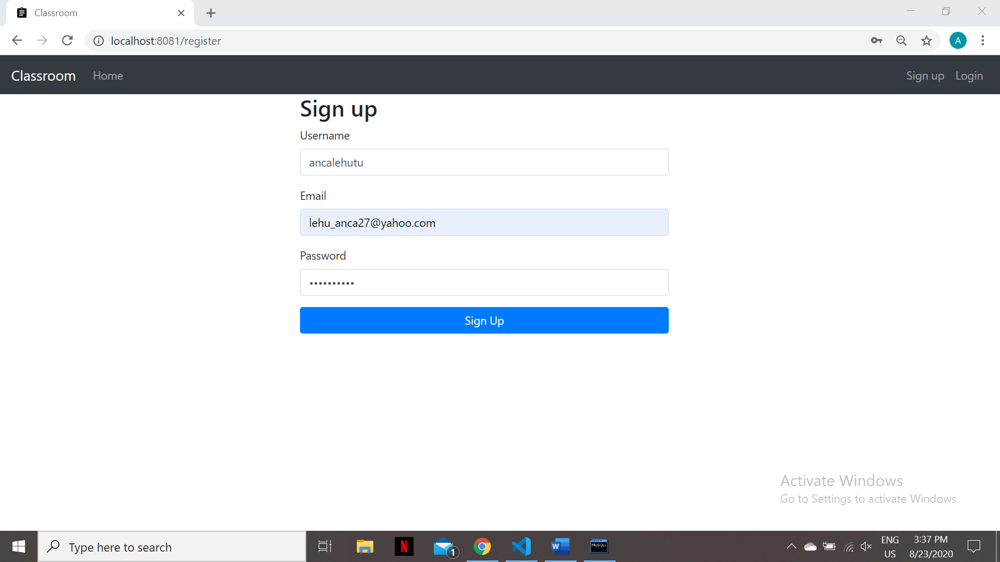 Classroom
localhost:8081/register
A
Classroom Home Sign up Login
Sign up
Username
ancalehutu
Email
lehu_anca27@yahoo.com
Password
••••••••••
Sign Up
Activate Windows
Go to Settings to activate Windows.
Type here to search
N
1
W
MySQL>
ENG
US
3:37 PM
8/23/2020